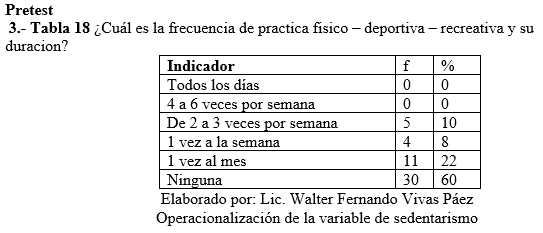 Pretest
3.- Tabla 18 ¿Cuál es la frecuencia de practica fisico – deportiva – recreativa y su
duracion?
Indicador f %
Todos los días 0 0
4 a 6 veces por semana 0 0
De 2 a 3 veces por semana 5 10
1 vez a la semana 4 8
1 vez al mes 11 22
Ninguna 30 60
Elaborado por: Lic. Walter Fernando Vivas Páez
Operacionalización de la variable de sedentarismo